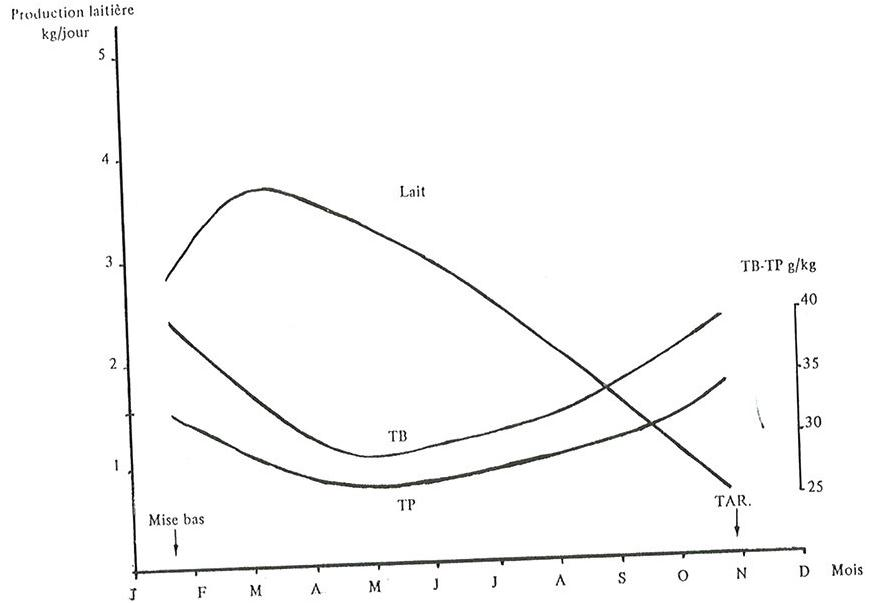 Production laitière
kg/jour
5
4
Lait
3
TB-TP g/kg
40
2
35
TB
30
1
25
TP
TAR.
Mise bas
J F M A M J J A S O N D Mois